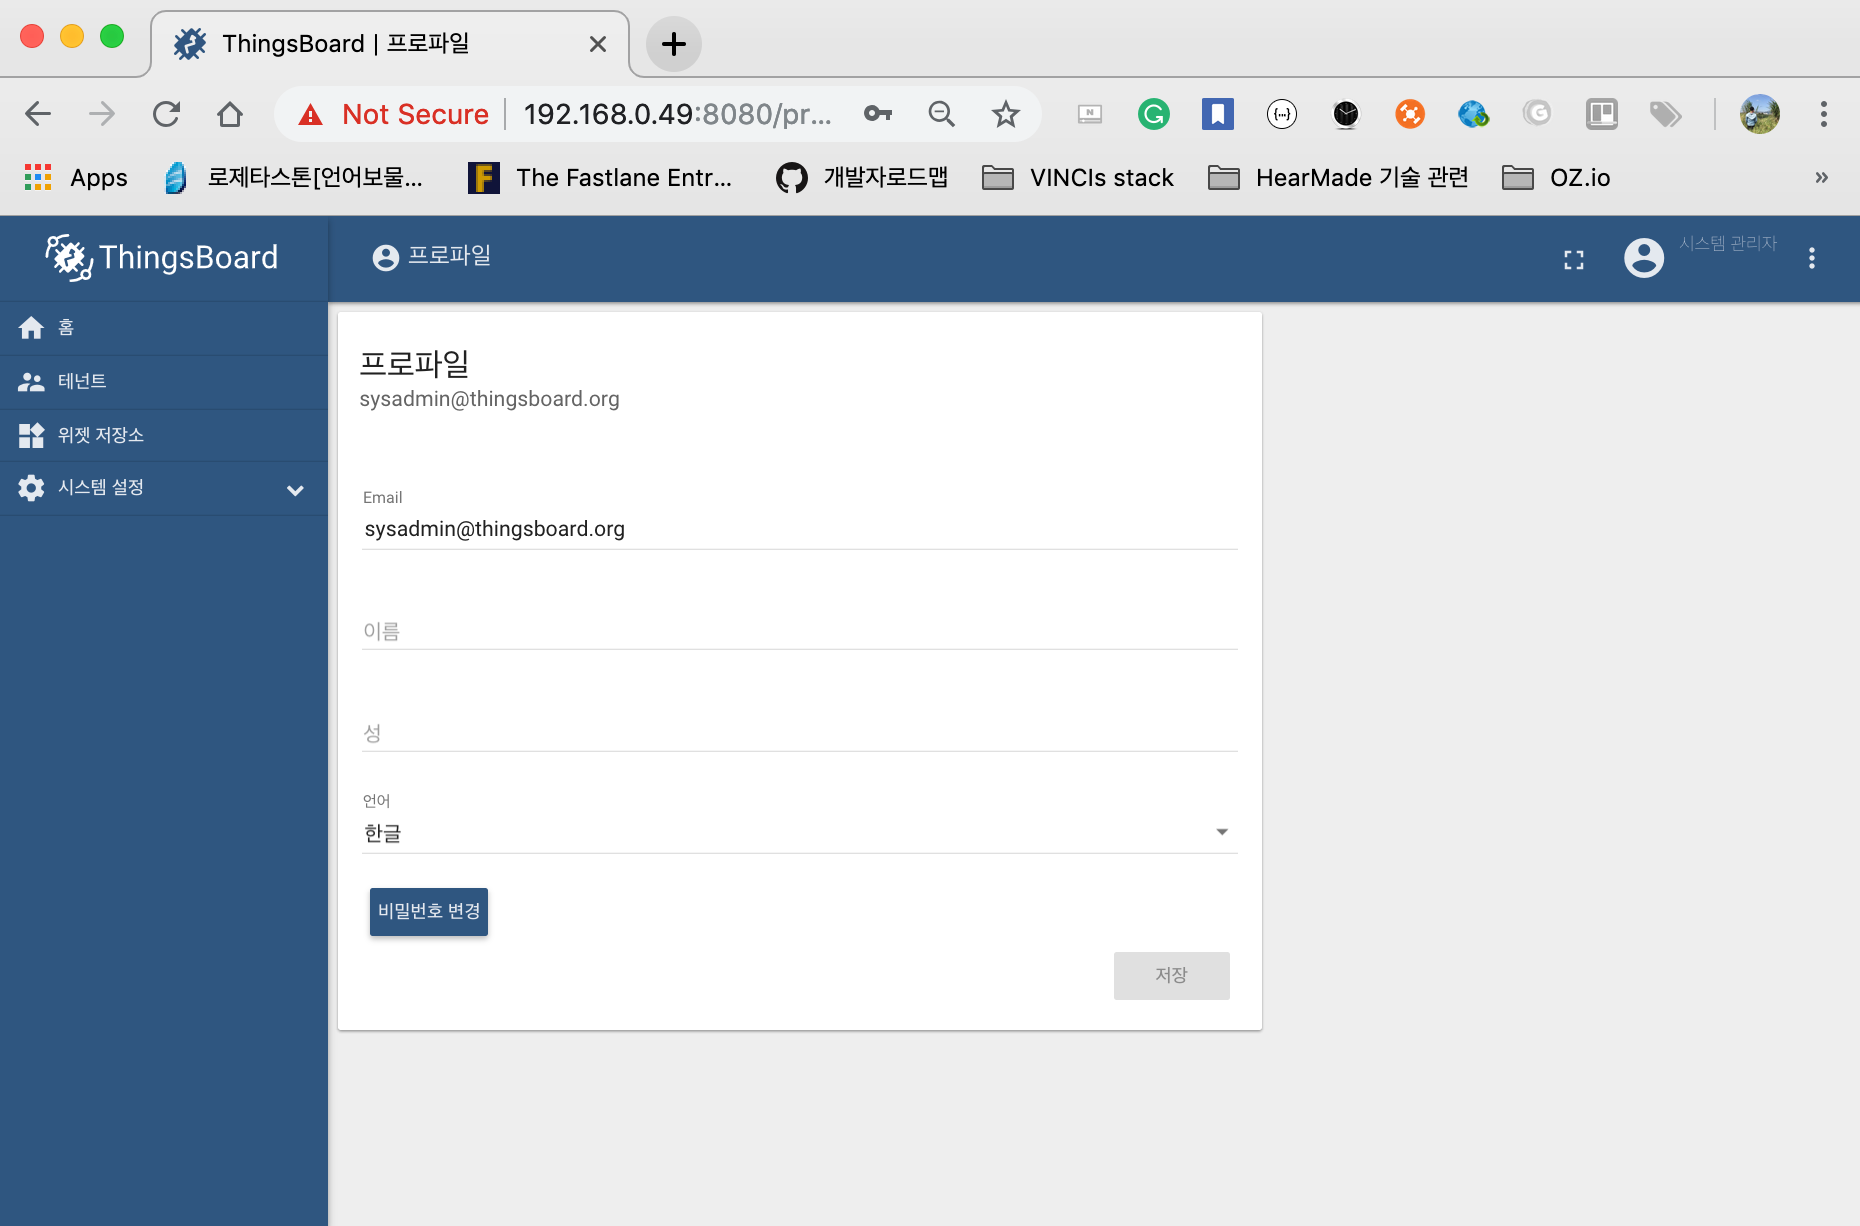 ThingsBoard | 프로파일
Not Secure
192.168.0.49:8080/pr...
Apps
로제타스톤[언어보물...
The Fastlane Entr...
개발자로드맵
VINCIs stack
HearMade 기술 관련
OZ.io
»
ThingsBoard
프로파일
시스템 관리자
홈
테넌트
위젯 저장소
시스템 설정
프로파일
sysadmin@thingsboard.org
Email
sysadmin@thingsboard.org
이름
성
언어
한글
비밀번호 변경
저장